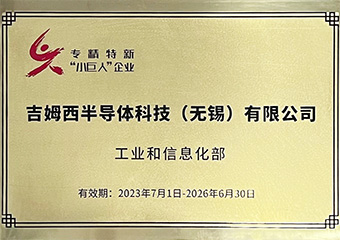 专精特新
“小巨人”企业
吉姆西半导体科技（无锡）有限公司
工业和信息化部
有效期：2023年7月1日-2026年6月30日